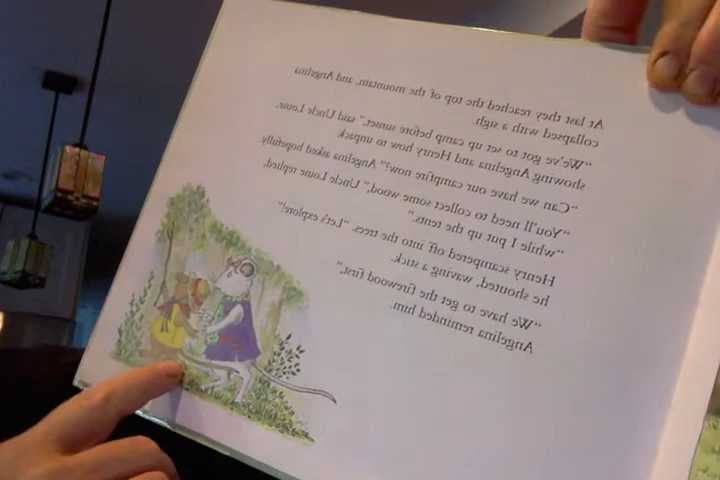 At last they reached the top of the mountain, and Angelina
collapsed with a sigh.
“We’ve got to set up camp before sunset,” said Uncle Louie,
showing Angelina and Henry how to unpack.
“Can we have our campfire now?” Angelina asked hopefully.
“You’ll need to collect some wood,” Uncle Louie replied,
“while I put up the tents.”
Henry scampered off into the trees. “Let’s explore!”
he shouted, waving a stick.
“We have to get the firewood first,”
Angelina reminded him.